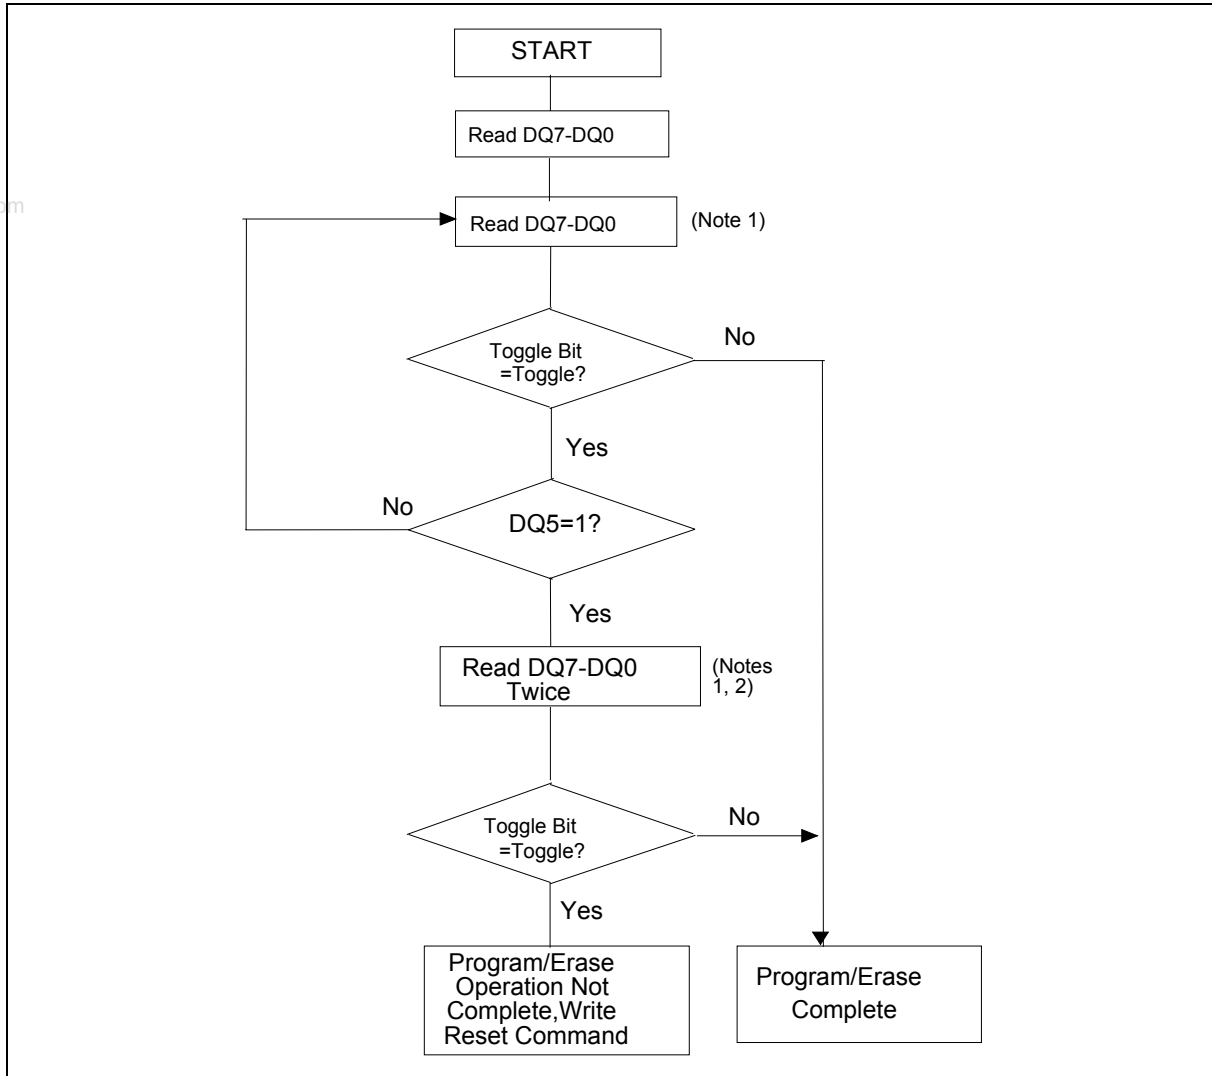 START
Read DQ7-DQ0
om
Read DQ7-DQ0
(Note 1)
Toggle Bit
=Toggle?
No
Yes
No
DQ5=1?
Yes
Read DQ7-DQ0
Twice
(Notes
1, 2)
Toggle Bit
=Toggle?
No
Yes
Program/Erase
Operation Not
Complete,Write
Reset Command
Program/Erase
Complete